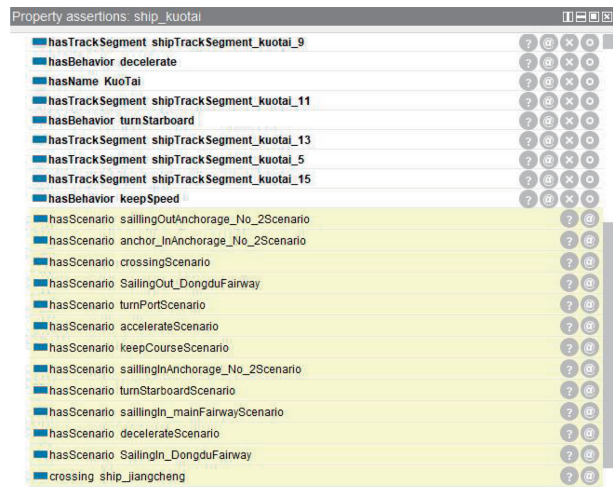 Property assertions: ship_kuotai
hasTrackSegment shipTrackSegment_kuotai_9
hasBehavior decelerate
hasName KuoTai
hasTrackSegment shipTrackSegment_kuotai_11
hasBehavior turnStarboard
hasTrackSegment shipTrackSegment_kuotai_13
hasTrackSegment shipTrackSegment_kuotai_5
hasTrackSegment shipTrackSegment_kuotai_15
hasBehavior keepSpeed
hasScenario saillingOutAnchorage_No_2Scenario
hasScenario anchor_InAnchorage_No_2Scenario
hasScenario crossingScenario
hasScenario SailingOut_DongduFairway
hasScenario turnPortScenario
hasScenario accelerateScenario
hasScenario keepCourseScenario
hasScenario saillingInAnchorage_No_2Scenario
hasScenario turnStarboardScenario
hasScenario saillingIn_mainFairwayScenario
hasScenario decelerateScenario
hasScenario SailingIn_DongduFairway
crossing ship_jiangcheng